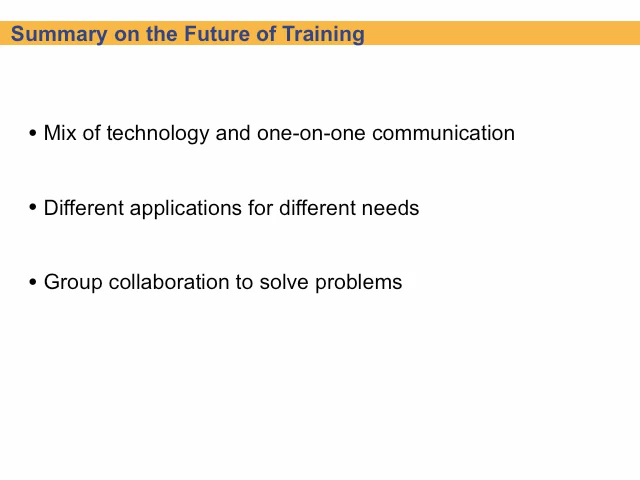 Summary on the Future of Training
• Mix of technology and one-on-one communication
• Different applications for different needs
• Group collaboration to solve problems